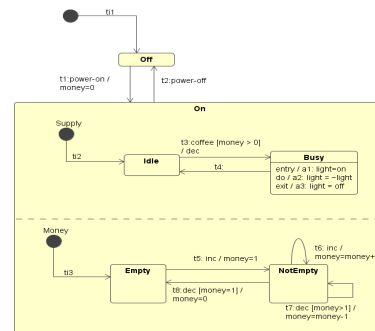 ti1
Off
t1:power-on /
money=0
t2:power-off
On
Supply
ti2
Idle
t3:coffee [money > 0]
/ dec
t4:
Busy
entry / a1: light=on
do / a2: light = ~light
exit / a3: light = off
Money
ti3
Empty
t5: inc / money=1
t8:dec [money=1] /
money=0
NotEmpty
t6: inc /
money=money+
t7:dec [money>1] /
money=money-1